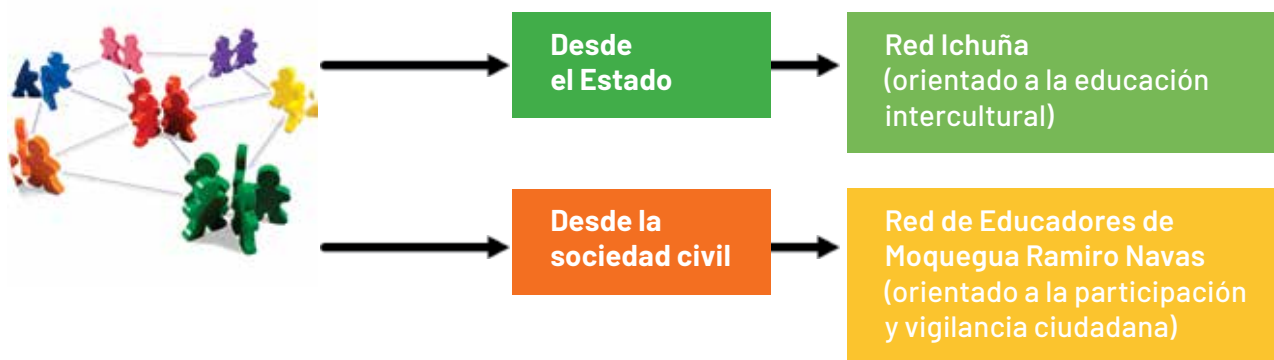 Desde
el Estado
Red Ichuña
(orientado a la educación
intercultural)
Desde la
sociedad civil
Red de Educadores de
Moquegua Ramiro Navas
(orientado a la participación
y vigilancia ciudadana)